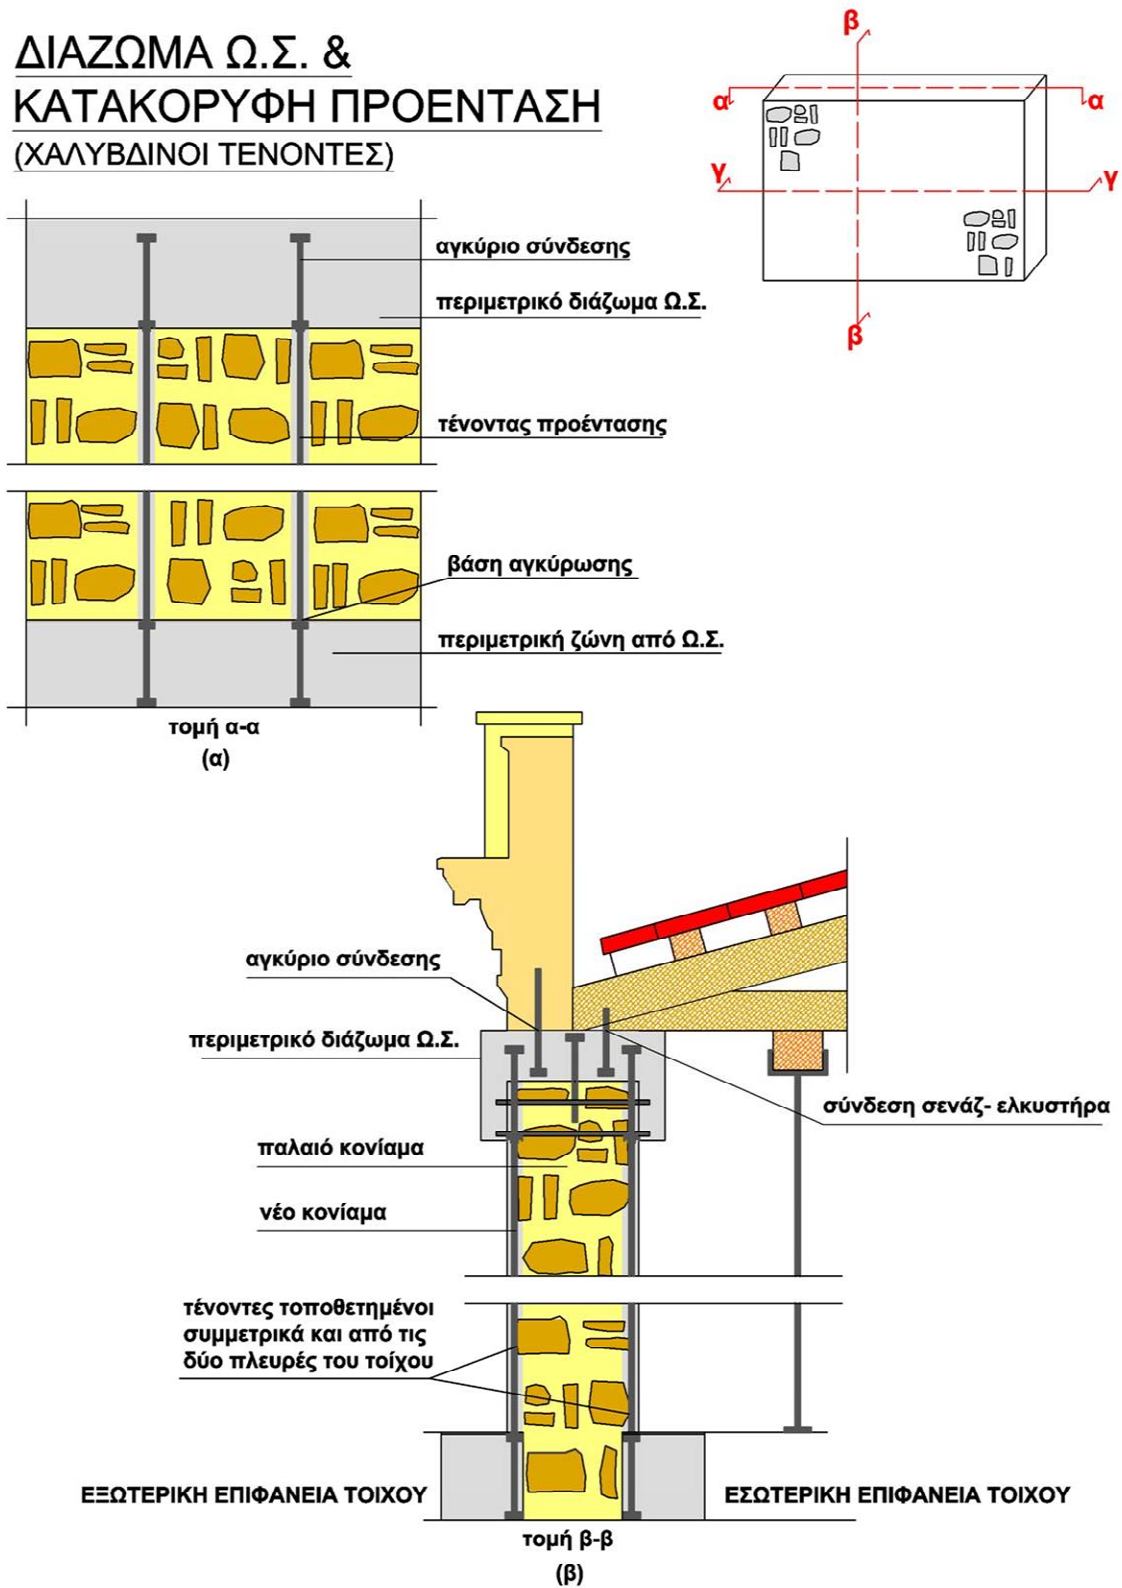 ΔΙΑΖΩΜΑ Ω.Σ. &
ΚΑΤΑΚΟΡΥΦΗ ΠΡΟΕΝΤΑΣΗ
(ΧΑΛΥΒΔΙΝΟΙ ΤΕΝΟΝΤΕΣ)
β
α
α
γ
γ
β
αγκύριο σύνδεσης
περιμετρικό διάζωμα Ω.Σ.
τένοντας προέντασης
βάση αγκύρωσης
περιμετρική ζώνη από Ω.Σ.
τομή α-α
(α)
αγκύριο σύνδεσης
περιμετρικό διάζωμα Ω.Σ.
σύνδεση σενάζ- ελκυστήρα
παλαιό κονίαμα
νέο κονίαμα
τένοντες τοποθετημένοι
συμμετρικά και από τις
δύο πλευρές του τοίχου
ΕΞΩΤΕΡΙΚΗ ΕΠΙΦΑΝΕΙΑ ΤΟΙΧΟΥ
ΕΣΩΤΕΡΙΚΗ ΕΠΙΦΑΝΕΙΑ ΤΟΙΧΟΥ
τομή β-β
(β)